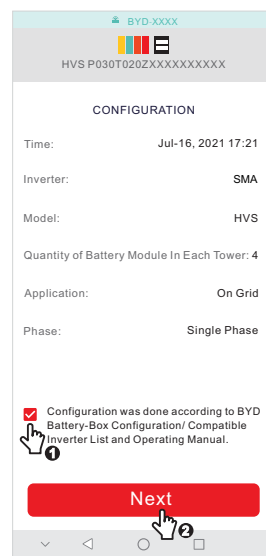 BYD-XXXX
HVS P030T020ZXXXXXXXXXX
CONFIGURATION
Time: Jul-16, 2021 17:21
Inverter: SMA
Model: HVS
Quantity of Battery Module In Each Tower: 4
Application: On Grid
Phase: Single Phase
Configuration was done according to BYD
Battery-Box Configuration/ Compatible
Inverter List and Operating Manual.
1
Next
2